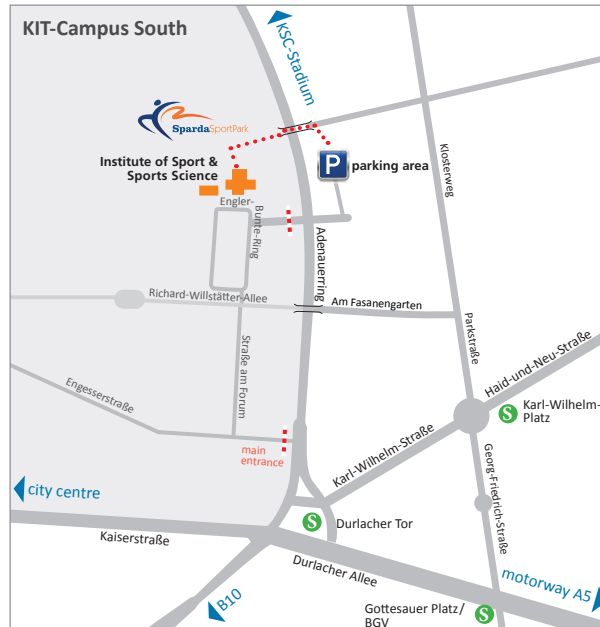 KIT-Campus South
KSC-Stadium
SpardaSportPark
Institute of Sport &
Sports Science
P
parking area
Klosterweg
Engler-
Bunte-Ring
Adenauerring
Richard-Willstätter-Allee
Am Fasanengarten
Parkstraße
Straße am Forum
Haid-und-Neu-Straße
Engesserstraße
S
Karl-Wilhelm-
Platz
Karl-Wilhelm-Straße
main
entrance
Georg-Friedrich-Straße
city centre
S
Durlacher Tor
Kaiserstraße
Durlacher Allee
motorway A5
B10
Gottesauer Platz/
BGV
S